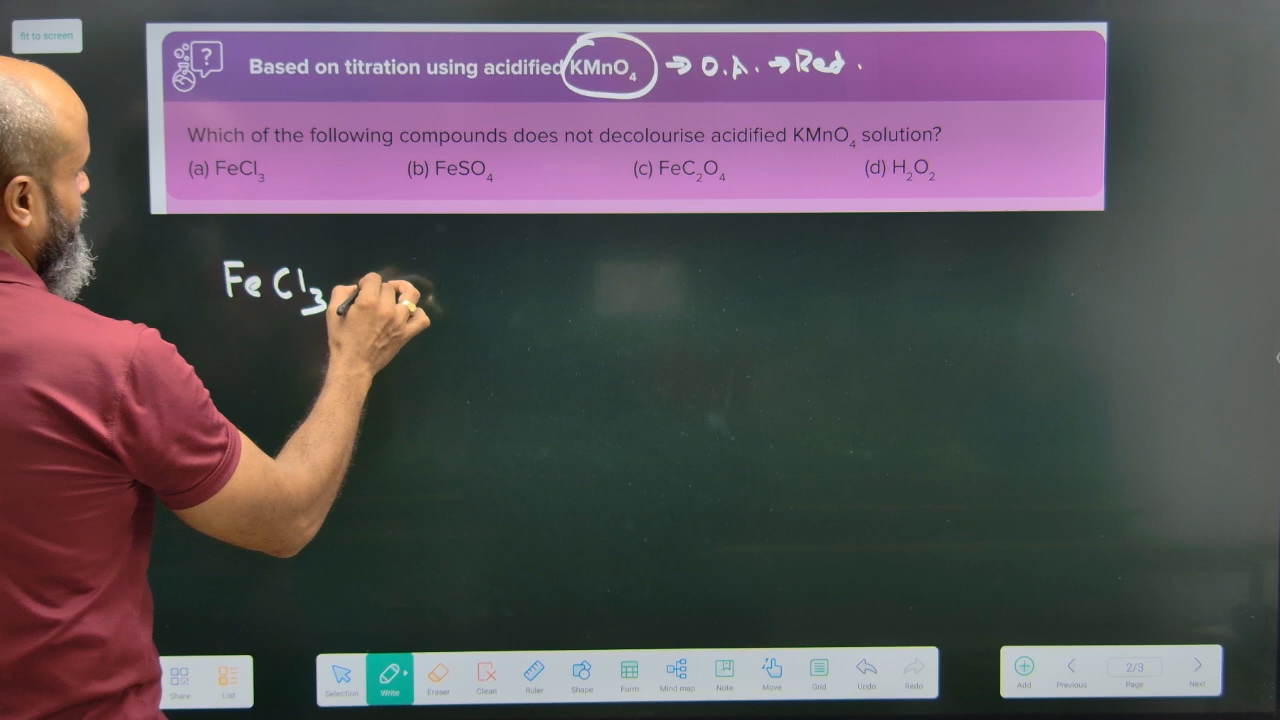 fit to screen
Based on titration using acidified KMnO₄ → O.A. → Red.
Which of the following compounds does not decolourise acidified KMnO₄ solution?
(a) FeCl₃ (b) FeSO₄ (c) FeC₂O₄ (d) H₂O₂
FeCl₃
Share List Selection Write Eraser Clean Ruler Shape Form Mind map Note Move Grid Undo Redo Add Previous 2/3 Page Next